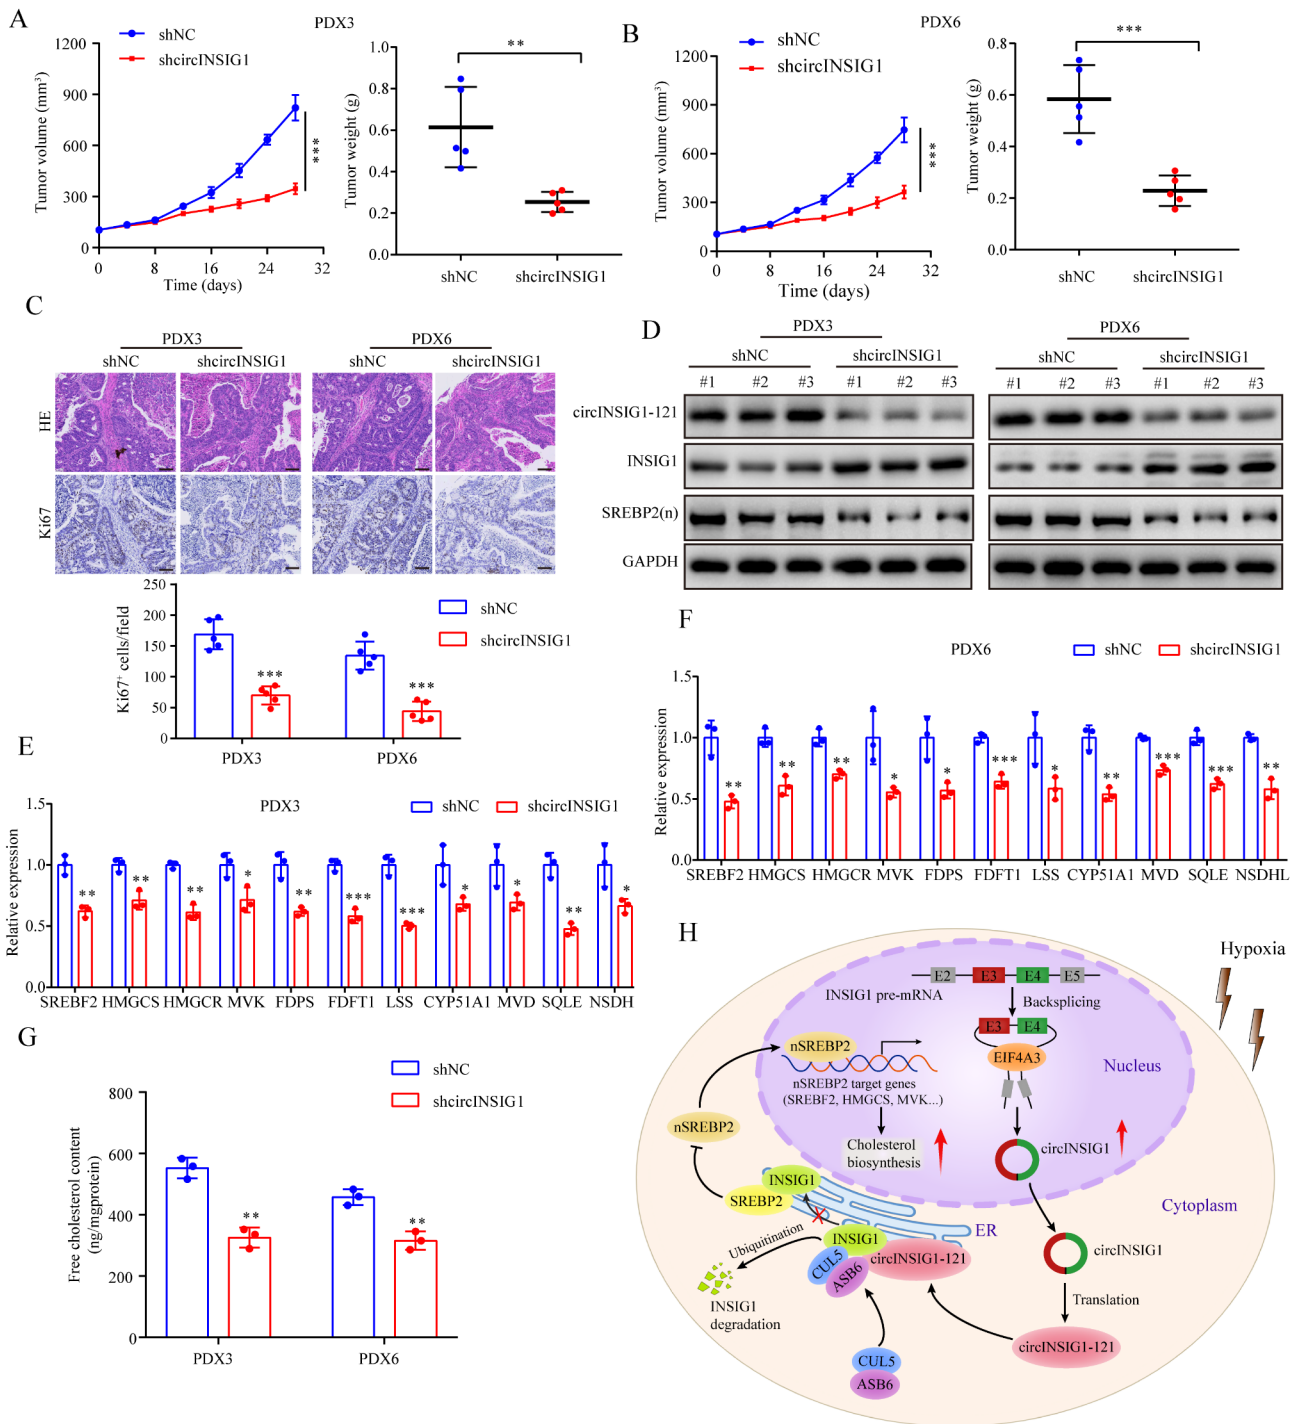 A
PDX3
shNC
shcircINSIG1
Tumor volume (mm³)
1200
900
600
300
0
0 8 16 24 32
Time (days)
***
Tumor weight (g)
1.0
0.8
0.6
0.4
0.2
0.0
**
shNC shcircINSIG1
B
PDX6
shNC
shcircINSIG1
Tumor volume (mm³)
1200
900
600
300
0
0 8 16 24 32
Time (days)
***
Tumor weight (g)
0.8
0.6
0.4
0.2
0.0
***
shNC shcircINSIG1
C
PDX3 PDX6
shNC shcircINSIG1 shNC shcircINSIG1
HE
Ki67
Ki67⁺ cells/field
250
200
150
100
50
0
shNC
shcircINSIG1
*** ***
PDX3 PDX6
D
PDX3 PDX6
shNC shcircINSIG1 shNC shcircINSIG1
#1 #2 #3 #1 #2 #3 #1 #2 #3 #1 #2 #3
circINSIG1-121
INSIG1
SREBP2(n)
GAPDH
E
PDX3
shNC shcircINSIG1
Relative expression
1.5
1.0
0.5
0.0
** ** ** * ** *** *** * * ** *
SREBF2 HMGCS HMGCR MVK FDPS FDFT1 LSS CYP51A1 MVD SQLE NSDH
F
PDX6
shNC shcircINSIG1
Relative expression
1.5
1.0
0.5
0.0
** ** ** * * *** * ** *** *** **
SREBF2 HMGCS HMGCR MVK FDPS FDFT1 LSS CYP51A1 MVD SQLE NSDHL
G
Free cholesterol content
(ng/mgprotein)
800
600
400
200
0
shNC
shcircINSIG1
** **
PDX3 PDX6
H
Hypoxia
E2 E3 E4 E5
INSIG1 pre-mRNA
Backsplicing
E3 E4
EIF4A3
Nucleus
nSREBP2
nSREBP2 target genes
(SREBF2, HMGCS, MVK...)
nSREBP2
Cholesterol
biosynthesis
circINSIG1
INSIG1
SREBP2
Cytoplasm
ER
INSIG1
Ubiquitination
CUL5
ASB6
circINSIG1-121
circINSIG1
INSIG1
degradation
Translation
circINSIG1-121
CUL5
ASB6